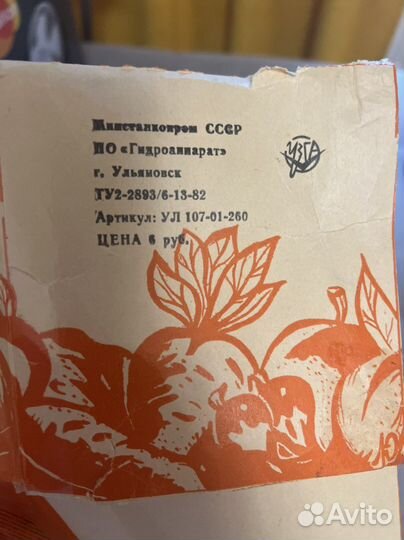 Минстанкопром СССР
ПО «Гидроаппарат»
г. Ульяновск
ТУ2-2893/6-13-82
Артикул: УЛ 107-01-260
ЦЕНА 6 руб.
УЗГА
Avito